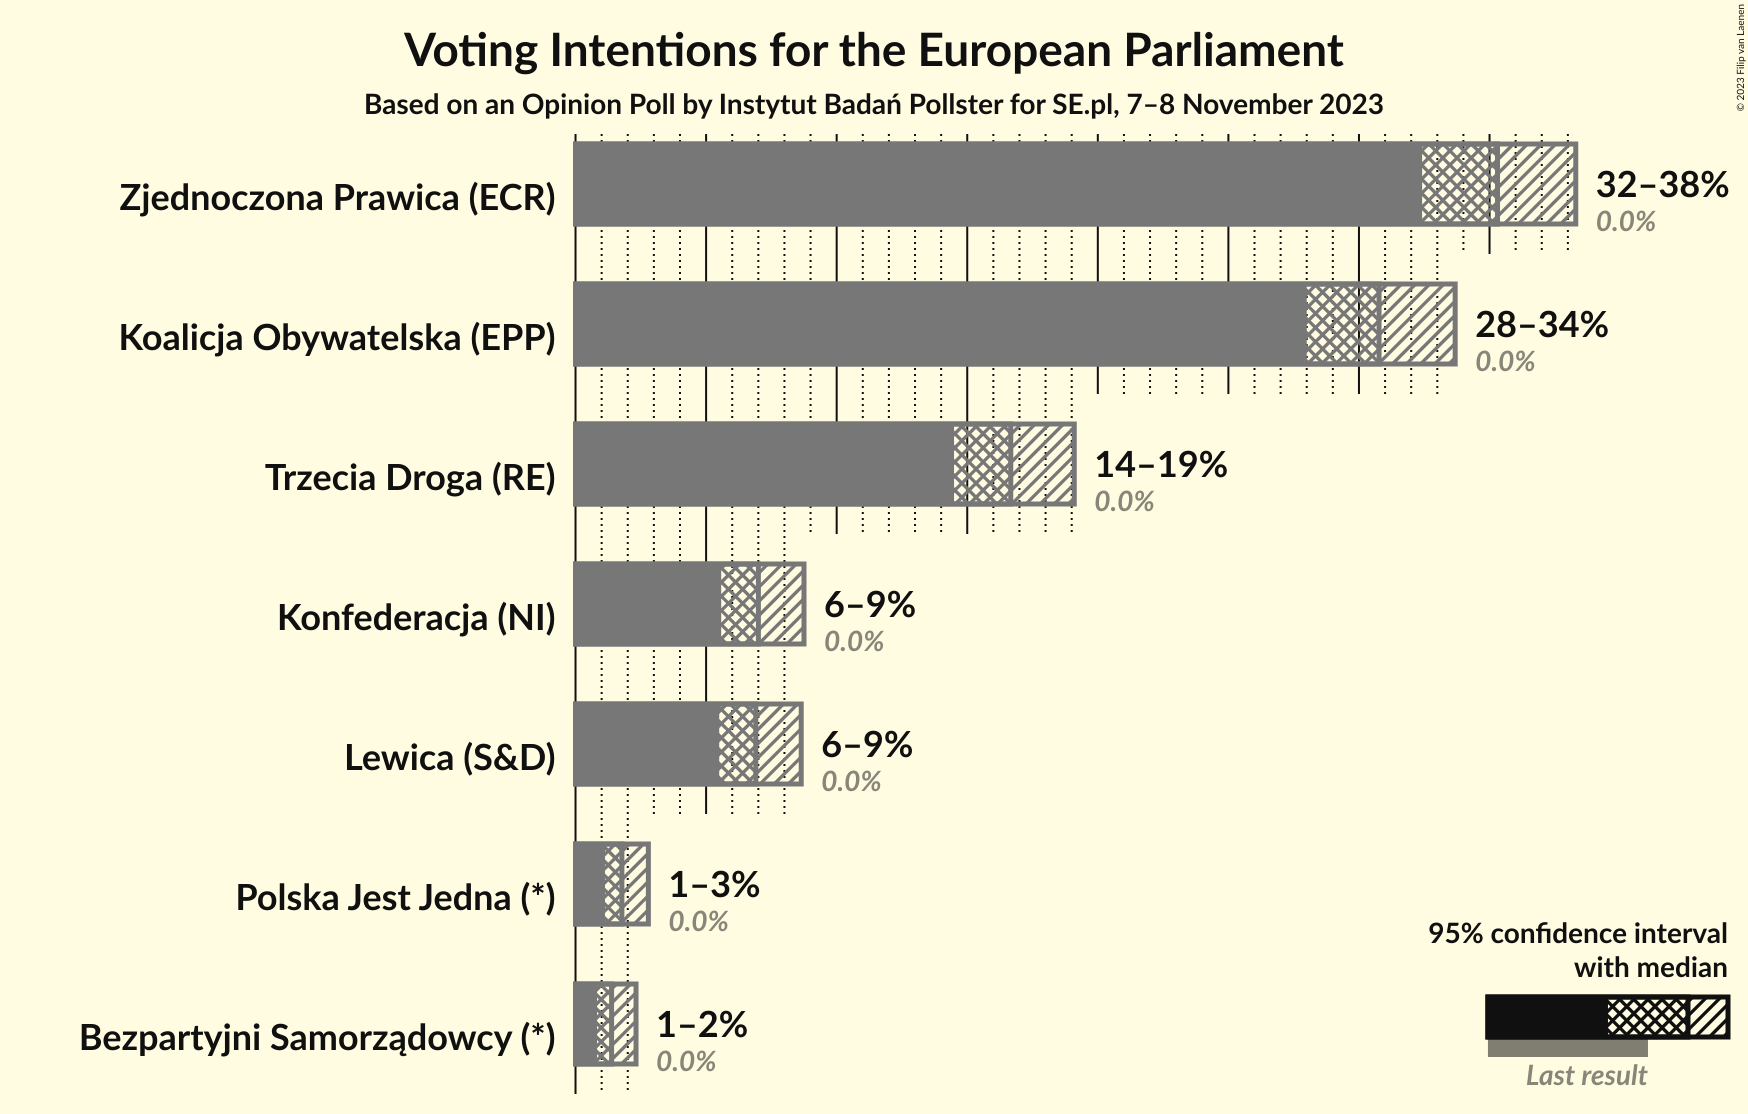 Voting Intentions for the European Parliament
Based on an Opinion Poll by Instytut Badań Pollster for SE.pl, 7–8 November 2023
© 2023 Filip van Laenen
Zjednoczona Prawica (ECR)
32–38%
0.0%
Koalicja Obywatelska (EPP)
28–34%
0.0%
Trzecia Droga (RE)
14–19%
0.0%
Konfederacja (NI)
6–9%
0.0%
Lewica (S&D)
6–9%
0.0%
Polska Jest Jedna (*)
1–3%
0.0%
Bezpartyjni Samorządowcy (*)
1–2%
0.0%
95% confidence interval
with median
Last result